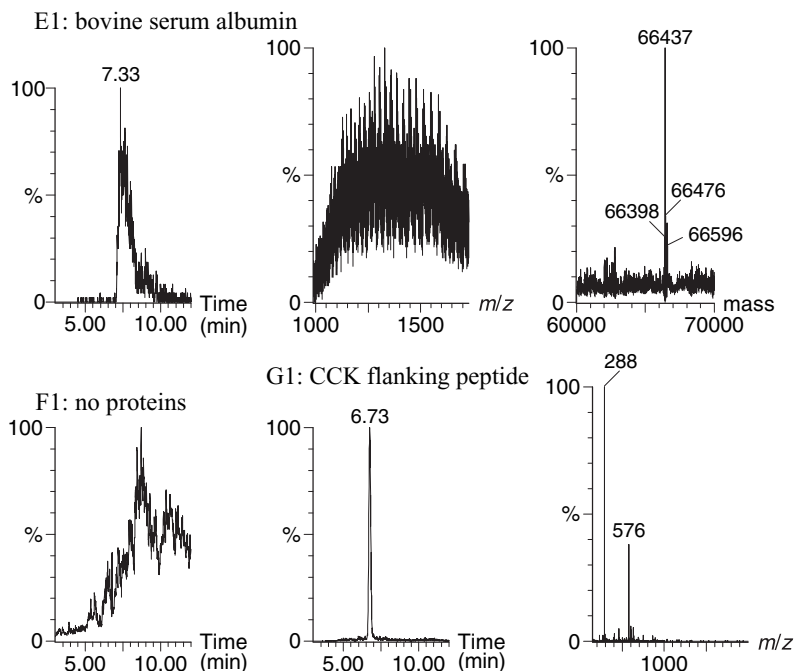 E1: bovine serum albumin
7.33
100
%
0
5.00 10.00
Time
(min)
100
%
0
1000 1500
m/z
66437
100
%
66398
66476
66596
0
60000 70000
mass
F1: no proteins
100
%
0
5.00 10.00
Time
(min)
G1: CCK flanking peptide
6.73
100
%
0
5.00 10.00
Time
(min)
288
100
%
576
0
1000
m/z